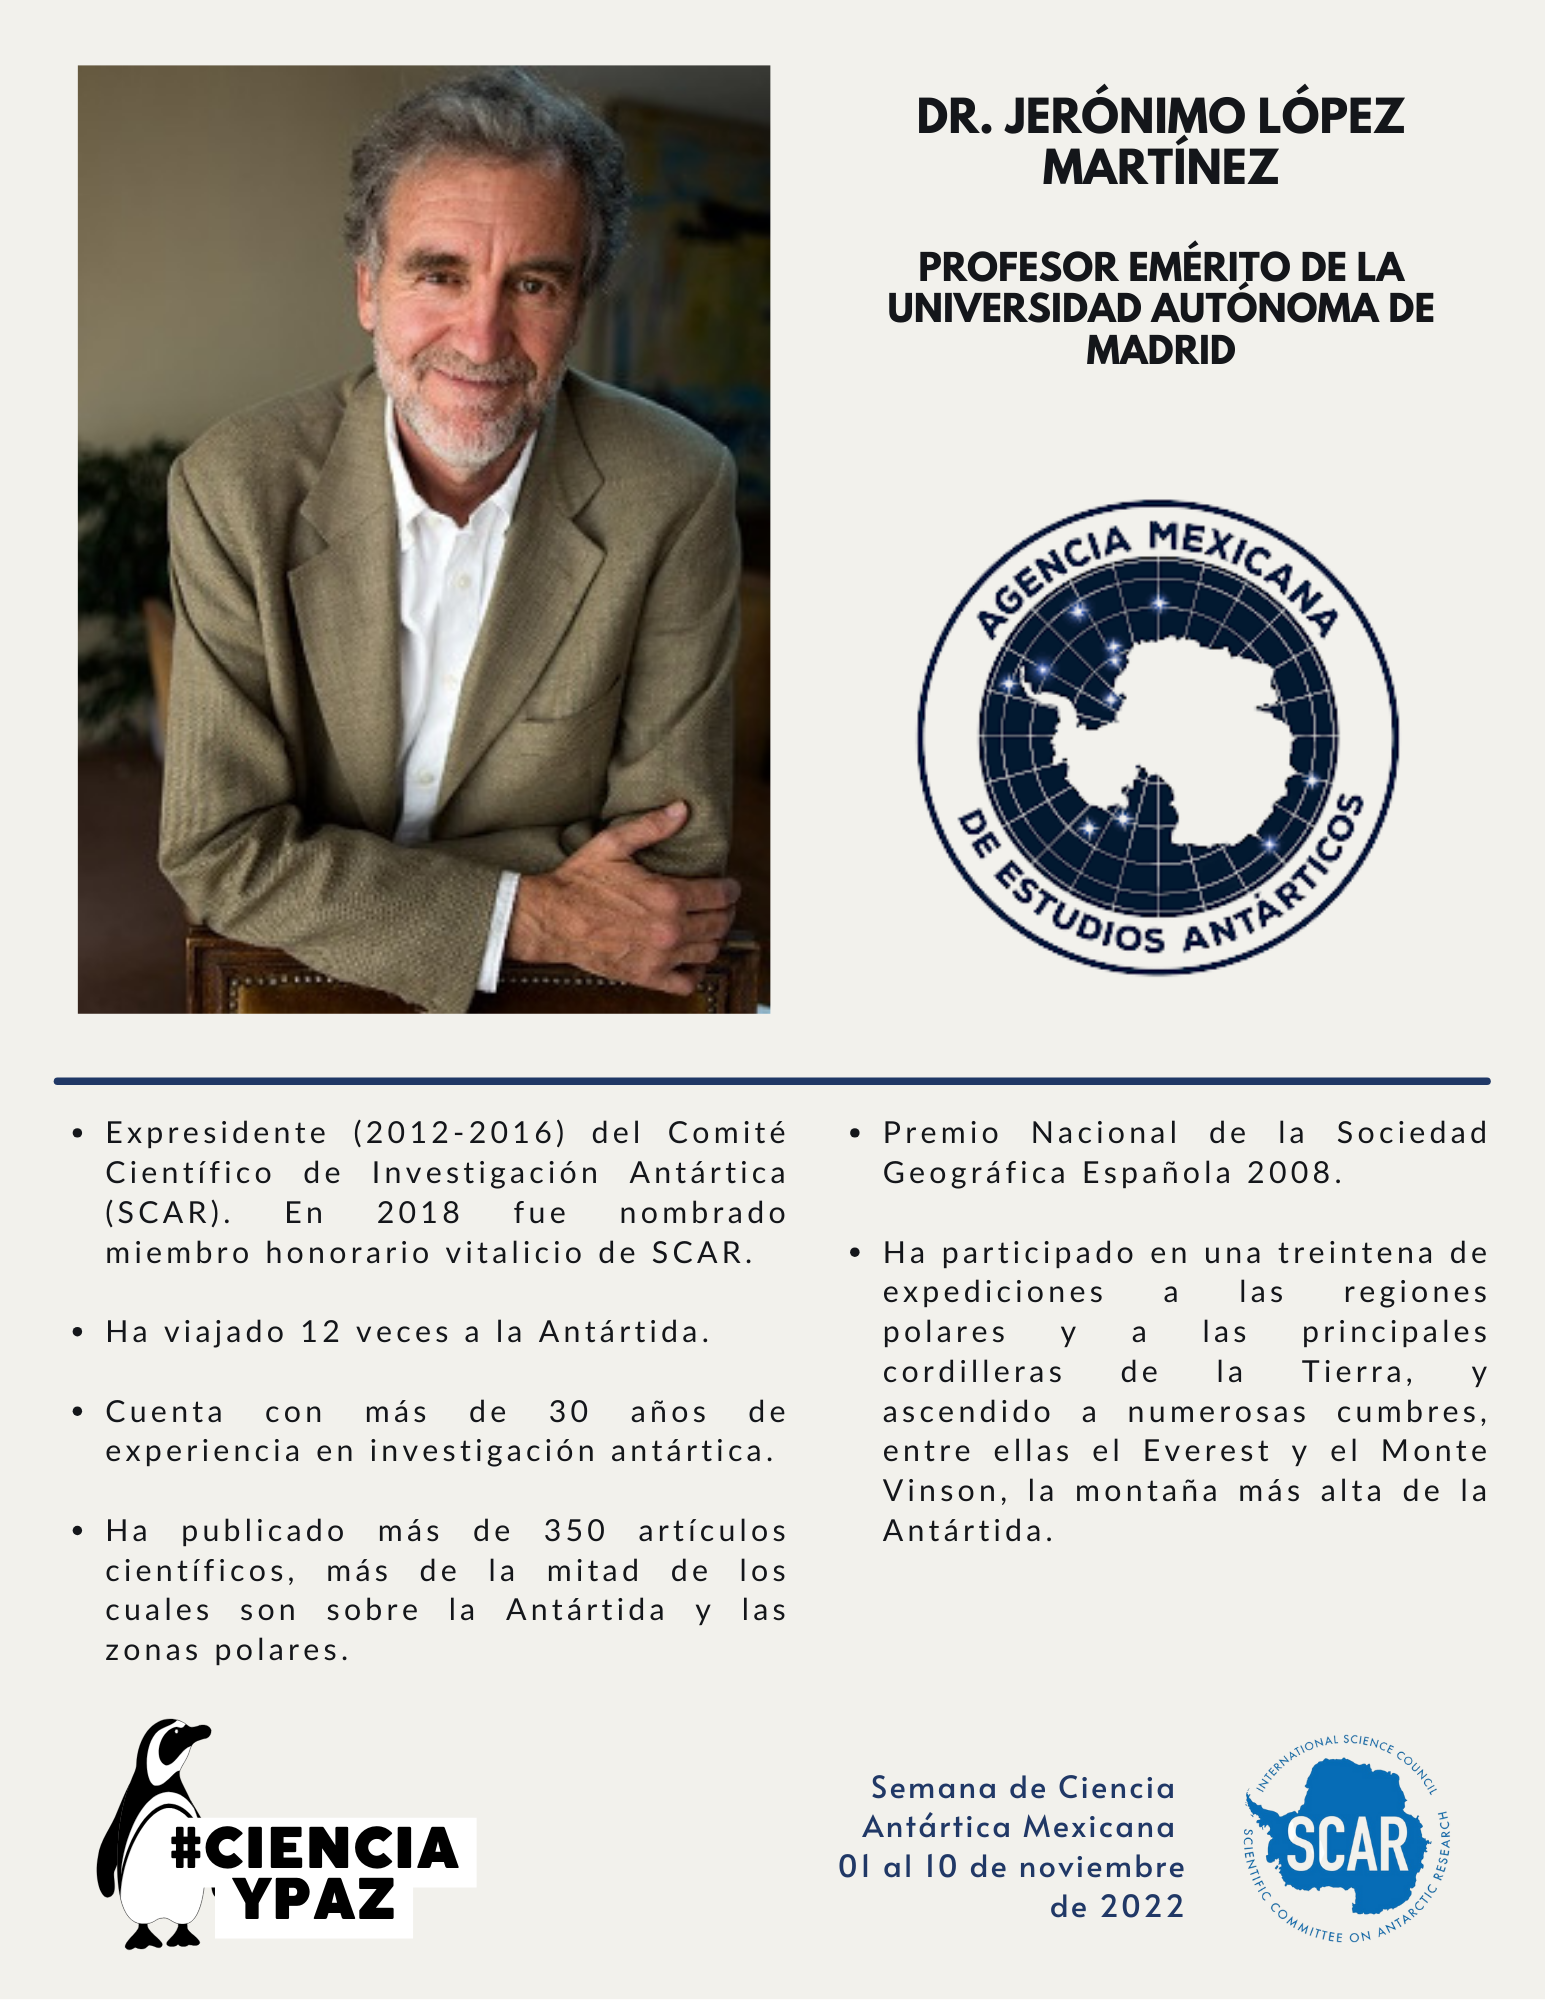 DR. JERÓNIMO LÓPEZ
MARTÍNEZ
PROFESOR EMÉRITO DE LA
UNIVERSIDAD AUTÓNOMA DE
MADRID
AGENCIA MEXICANA
DE ESTUDIOS ANTÁRTICOS
• Expresidente (2012-2016) del Comité
Científico de Investigación Antártica
(SCAR). En 2018 fue nombrado
miembro honorario vitalicio de SCAR.
• Ha viajado 12 veces a la Antártida.
• Cuenta con más de 30 años de
experiencia en investigación antártica.
• Ha publicado más de 350 artículos
científicos, más de la mitad de los
cuales son sobre la Antártida y las
zonas polares.
• Premio Nacional de la Sociedad
Geográfica Española 2008.
• Ha participado en una treintena de
expediciones a las regiones
polares y a las principales
cordilleras de la Tierra, y
ascendido a numerosas cumbres,
entre ellas el Everest y el Monte
Vinson, la montaña más alta de la
Antártida.
#CIENCIA
YPAZ
Semana de Ciencia
Antártica Mexicana
01 al 10 de noviembre
de 2022
INTERNATIONAL SCIENCE COUNCIL
SCAR
SCIENTIFIC COMMITTEE ON ANTARCTIC RESEARCH